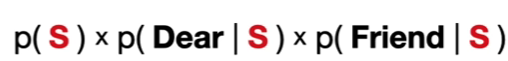 p( S ) × p( Dear | S ) × p( Friend | S )